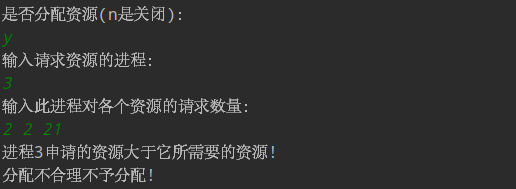 是否分配资源(n是关闭):
y
输入请求资源的进程:
3
输入此进程对各个资源的请求数量:
2 2 21
进程3申请的资源大于它所需要的资源!
分配不合理不予分配!